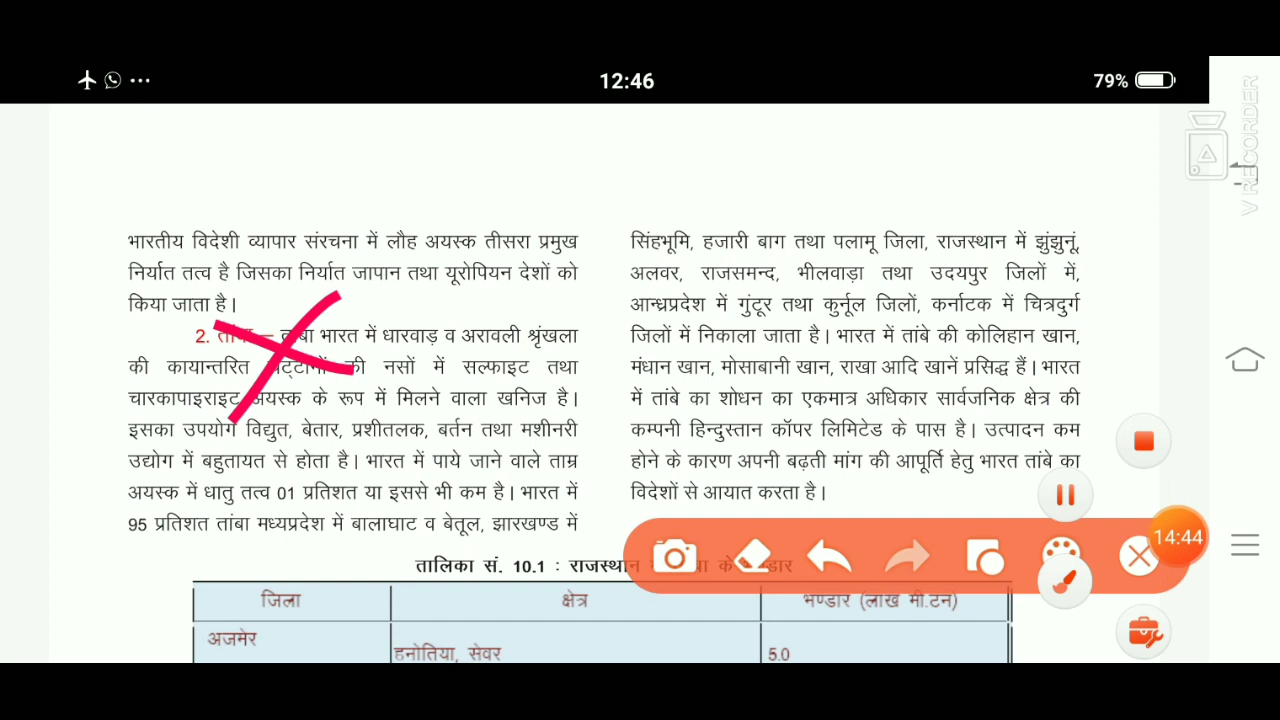 12:46
79%
V RECORDER
भारतीय विदेशी व्यापार संरचना में लौह अयस्क तीसरा प्रमुख
निर्यात तत्व है जिसका निर्यात जापान तथा यूरोपियन देशों को
किया जाता है।
2. तांबा – तांबा भारत में धारवाड़ व अरावली श्रृंखला
की कायान्तरित चट्टानों की नसों में सल्फाइट तथा
चारकापाइराइट अयस्क के रूप में मिलने वाला खनिज है।
इसका उपयोग विद्युत, बेतार, प्रशीतलक, बर्तन तथा मशीनरी
उद्योग में बहुतायत से होता है। भारत में पाये जाने वाले ताम्र
अयस्क में धातु तत्व 01 प्रतिशत या इससे भी कम है। भारत में
95 प्रतिशत तांबा मध्यप्रदेश में बालाघाट व बेतूल, झारखण्ड में
सिंहभूमि, हजारी बाग तथा पलामू जिला, राजस्थान में झुंझुनूं,
अलवर, राजसमन्द, भीलवाड़ा तथा उदयपुर जिलों में,
आन्ध्रप्रदेश में गुंटूर तथा कुर्नूल जिलों, कर्नाटक में चित्रदुर्ग
जिलों में निकाला जाता है। भारत में तांबे की कोलिहान खान,
मंधान खान, मोसाबानी खान, राखा आदि खानें प्रसिद्ध हैं। भारत
में तांबे का शोधन का एकमात्र अधिकार सार्वजनिक क्षेत्र की
कम्पनी हिन्दुस्तान कॉपर लिमिटेड के पास है। उत्पादन कम
होने के कारण अपनी बढ़ती मांग की आपूर्ति हेतु भारत तांबे का
विदेशों से आयात करता है।
14:44
तालिका सं. 10.1 : राजस्थान के भण्डार
जिला क्षेत्र भण्डार (लाख मी.टन)
अजमेर
हनोतिया, सेवर 5.0